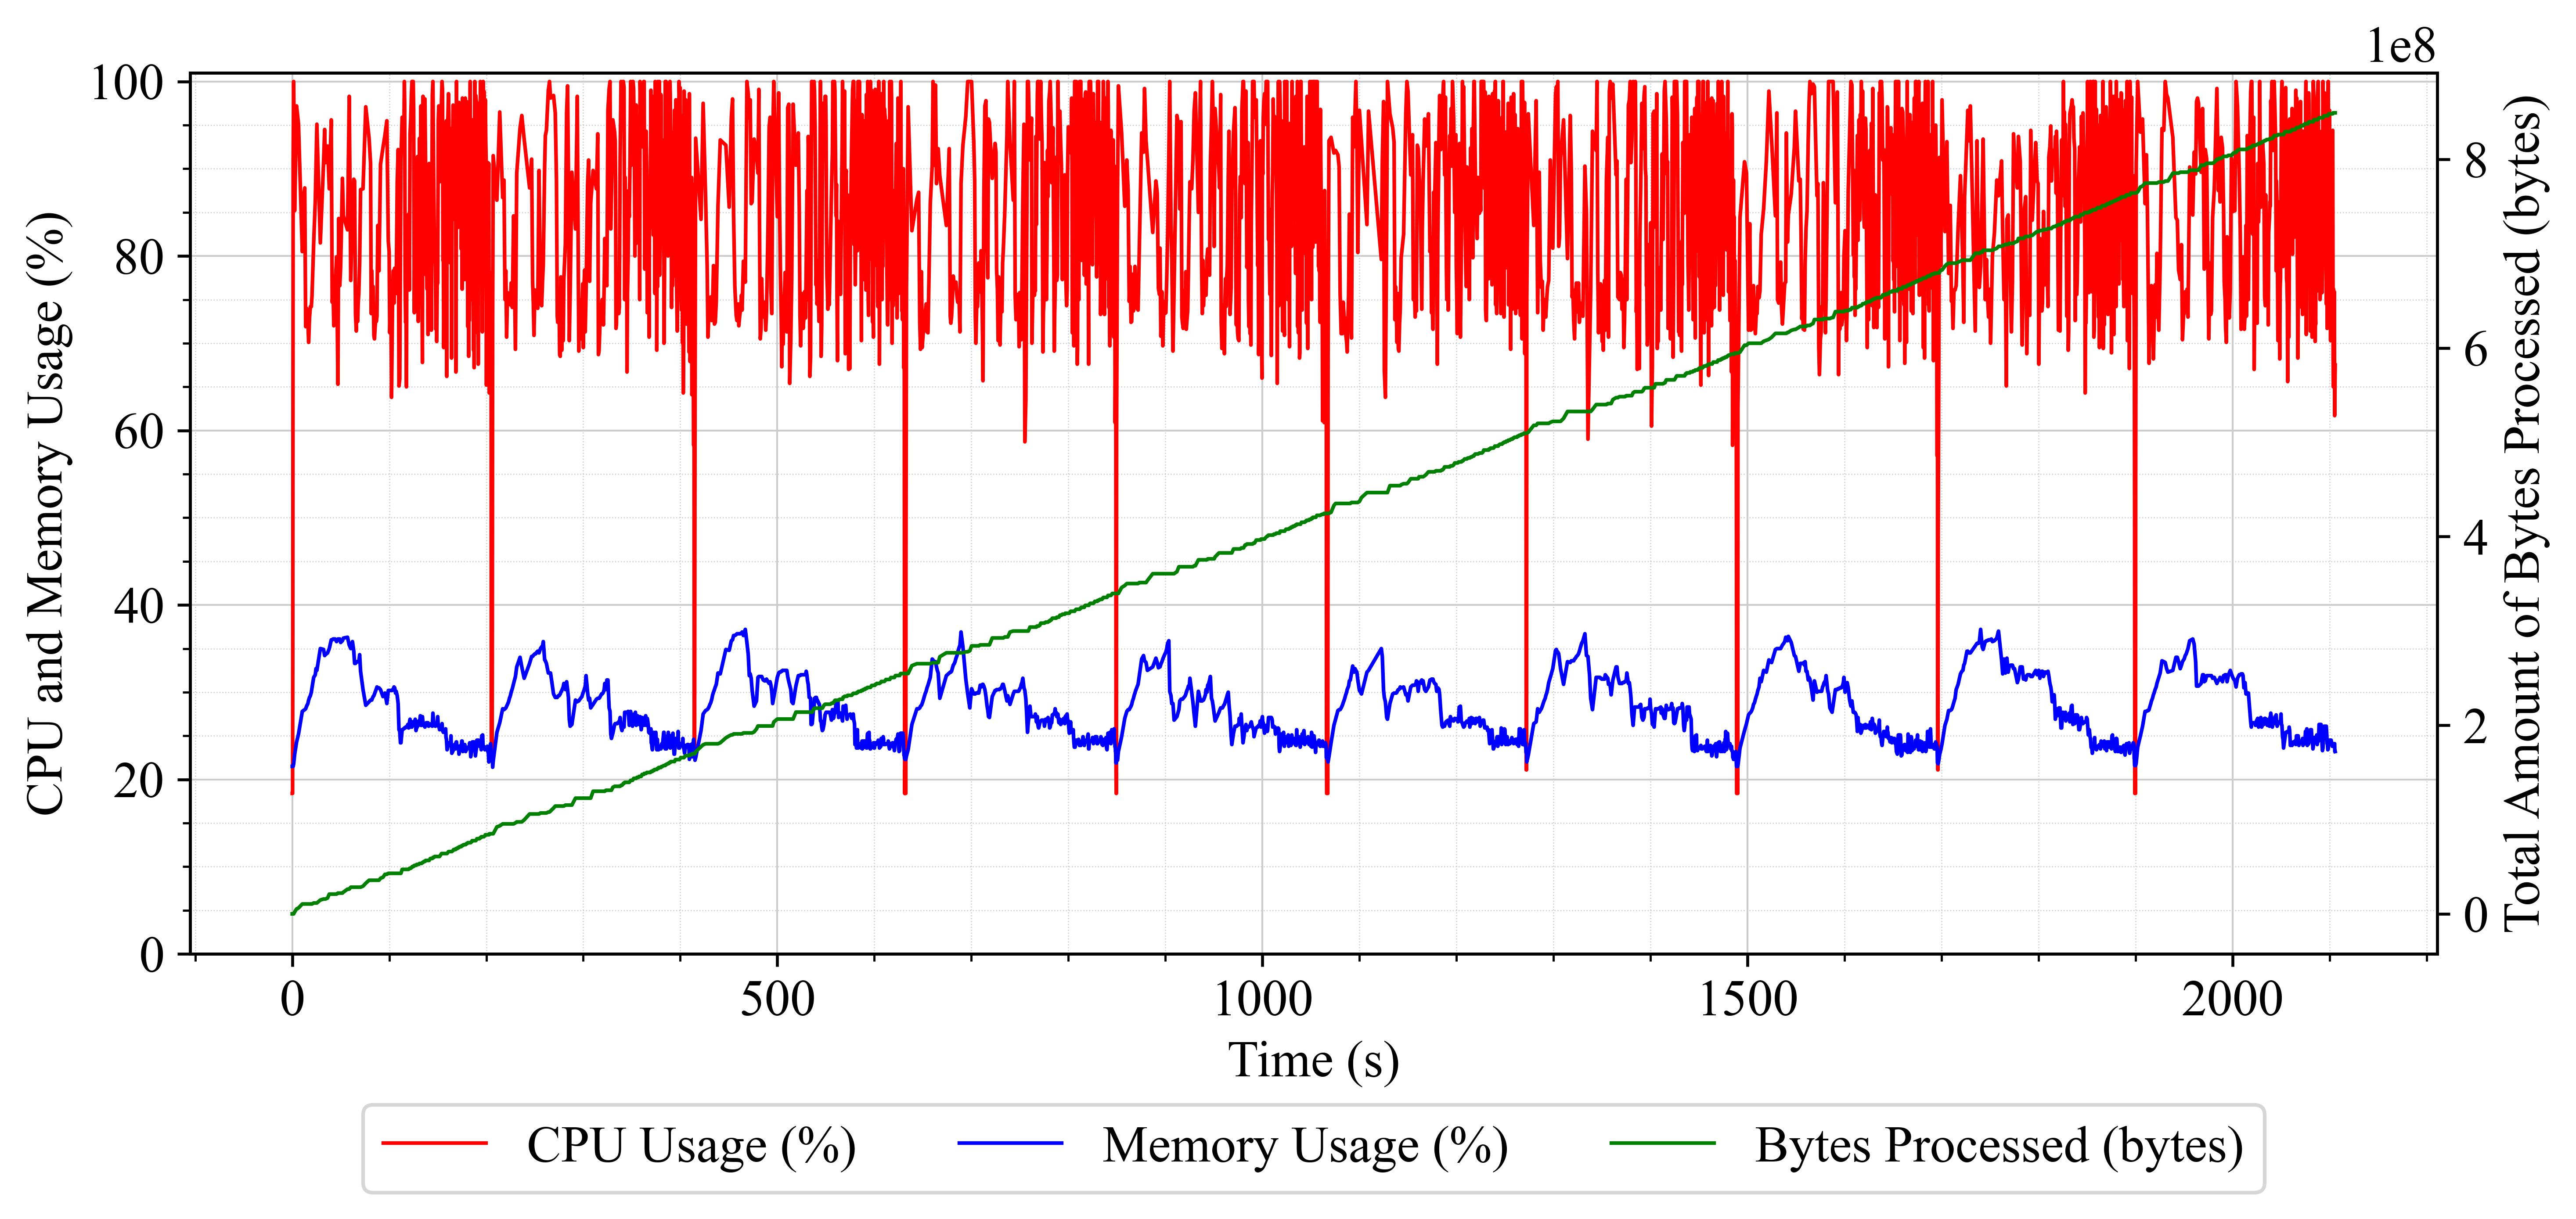 1e8
100
80
60
40
20
0
CPU and Memory Usage (%)
8
6
4
2
0
Total Amount of Bytes Processed (bytes)
0 500 1000 1500 2000
Time (s)
CPU Usage (%) Memory Usage (%) Bytes Processed (bytes)